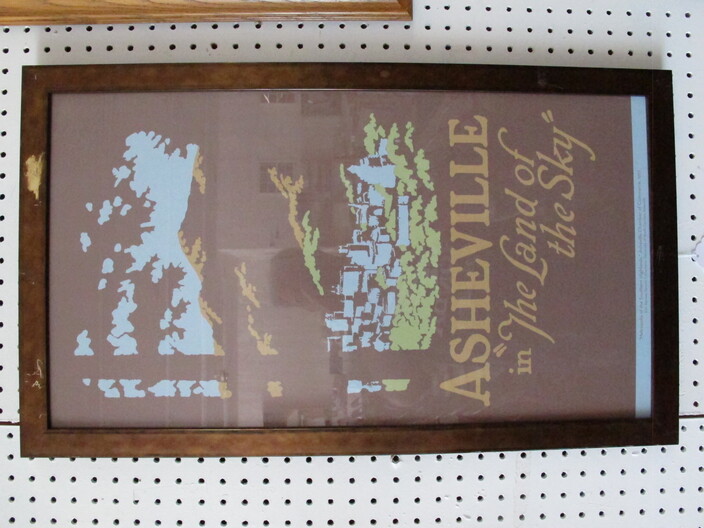 ASHEVILLE
in “The Land of
the Sky”